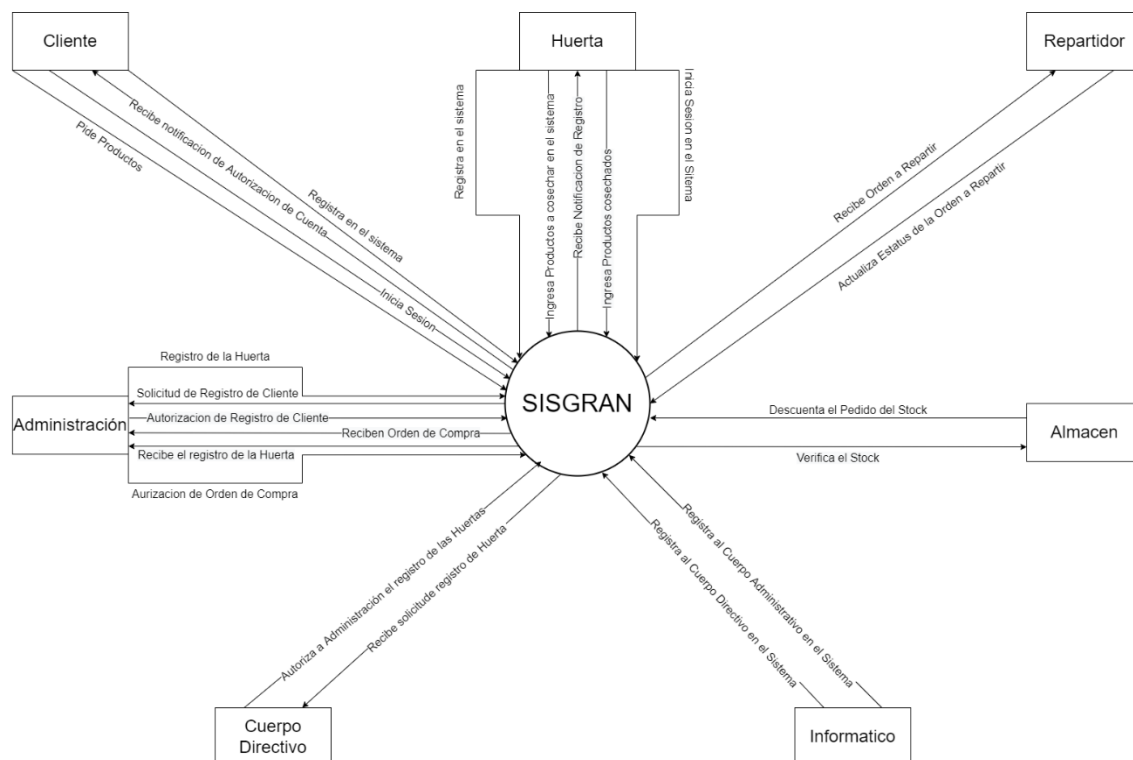 Cliente
Huerta
Repartidor
Recibe notificacion de Autorizacion de Cuenta
Pide Productos
Registra en el sistema
Inicia Sesion
Registra en el sistema
Ingresa Productos a cosechar en el sistema
Recibe Notificacion de Registro
Ingresa Productos cosechados
Inicia Sesion en el Sitema
Recibe Orden a Repartir
Actualiza Estatus de la Orden a Repartir
Registro de la Huerta
Solicitud de Registro de Cliente
Administración
Autorizacion de Registro de Cliente
Reciben Orden de Compra
Recibe el registro de la Huerta
Aurizacion de Orden de Compra
SISGRAN
Descuenta el Pedido del Stock
Almacen
Verifica el Stock
Autoriza a Administración el registro de las Huertas
Recibe solicitude registro de Huerta
Registra al Cuerpo Directivo en el Sistema
Registra al Cuerpo Administrativo en el Sistema
Cuerpo
Directivo
Informatico